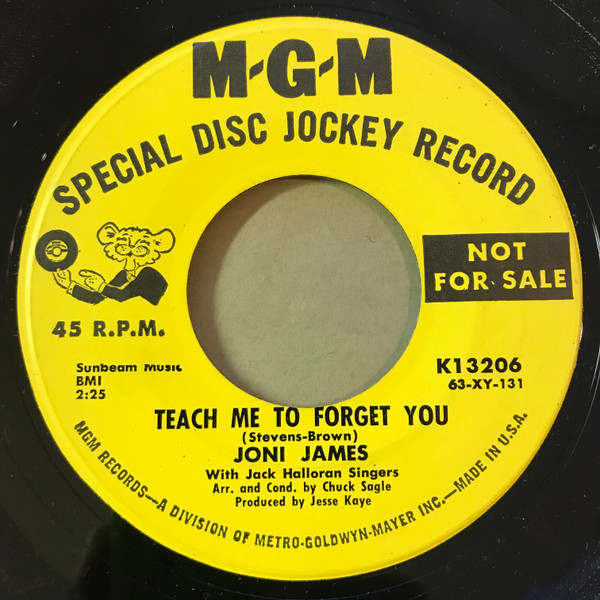 M-G-M
SPECIAL DISC JOCKEY RECORD
NOT
FOR SALE
45 R.P.M.
Sunbeam Music
BMI
2:25
K13206
63-XY-131
TEACH ME TO FORGET YOU
(Stevens-Brown)
JONI JAMES
With Jack Halloran Singers
Arr. and Cond. by Chuck Sagle
Produced by Jesse Kaye
MGM RECORDS—A DIVISION OF METRO-GOLDWYN-MAYER INC.—MADE IN U.S.A.